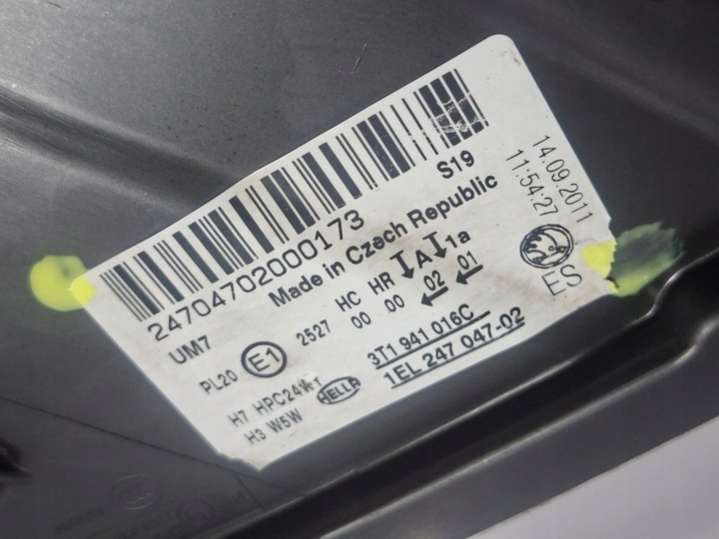 S19
24704702000173
14.09.2011
11:54:27
Made in Czech Republic
UM7
HC HR A 1a
PL20 E1 2527 00 00 02 01
ES
3T1 941 016C
1EL 247 047-02
H7 HPC24W
H3 W5W
HELLA